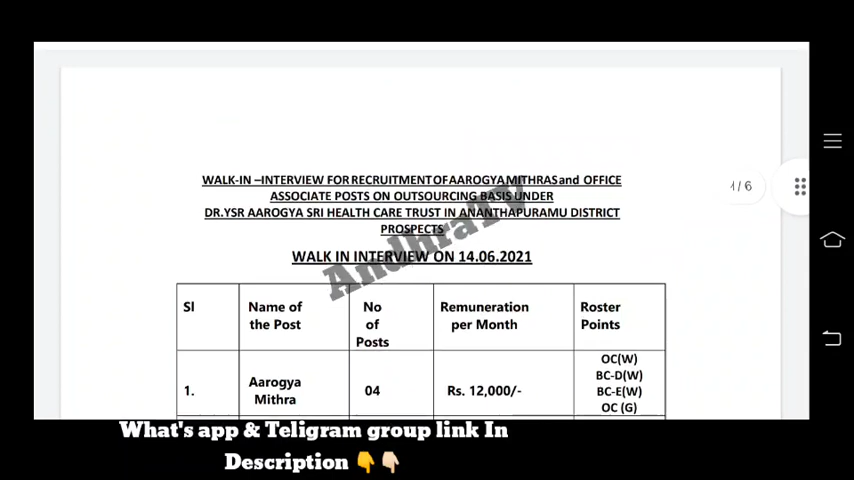 WALK-IN –INTERVIEW FOR RECRUITMENT OF AAROGYA MITHRAS and OFFICE
ASSOCIATE POSTS ON OUTSOURCING BASIS UNDER
DR.YSR AAROGYA SRI HEALTH CARE TRUST IN ANANTHAPURAMU DISTRICT
PROSPECTS
AndhraTV
WALK IN INTERVIEW ON 14.06.2021
1/6
Sl Name of the Post No of Posts Remuneration per Month Roster Points
1. Aarogya Mithra 04 Rs. 12,000/- OC(W)
BC-D(W)
BC-E(W)
OC (G)
What's app & Teligram group link In
Description 👇👇🏻